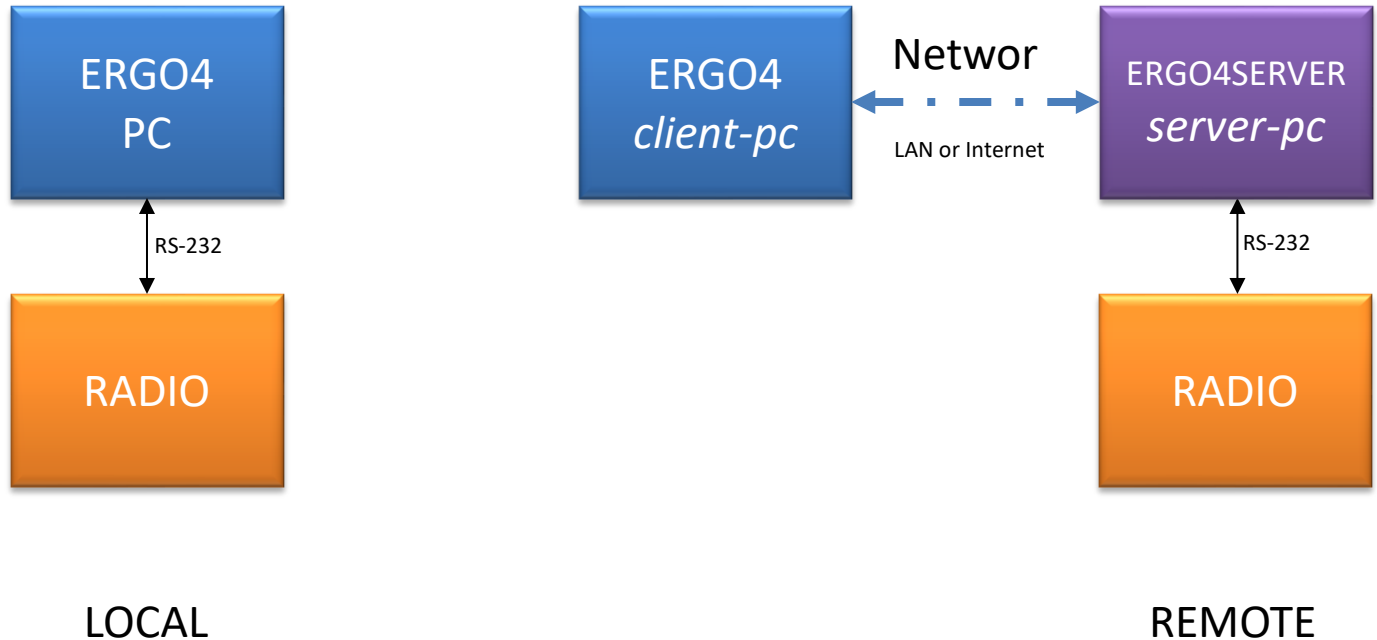 ERGO4
PC
RS-232
RADIO
LOCAL
ERGO4
client-pc
Networ
LAN or Internet
ERGO4SERVER
server-pc
RS-232
RADIO
REMOTE